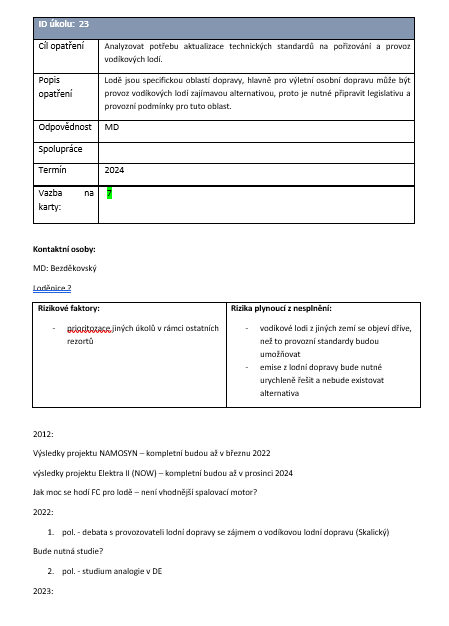 ID úkolu: 23
Cíl opatření
Analyzovat potřebu aktualizace technických standardů na pořizování a provoz
vodíkových lodí.
Popis
opatření
Lodě jsou specifickou oblastí dopravy, hlavně pro výletní osobní dopravu může být
provoz vodíkových lodí zajímavou alternativou, proto je nutné připravit legislativu a
provozní podmínky pro tuto oblast.
Odpovědnost
MD
Spolupráce
Termín
2024
Vazba na
karty:
7
Kontaktní osoby:
MD: Bezděkovský
Loděnice ?
Rizikové faktory:
- prioritozace jiných úkolů v rámci ostatních
rezortů
Rizika plynoucí z nesplnění:
- vodíkové lodi z jiných zemí se objeví dříve,
než to provozní standardy budou
umožňovat
- emise z lodní dopravy bude nutné
urychleně řešit a nebude existovat
alternativa
2012:
Výsledky projektu NAMOSYN – kompletní budou až v březnu 2022
výsledky projektu Elektra II (NOW) – kompletní budou až v prosinci 2024
Jak moc se hodí FC pro lodě – není vhodnější spalovací motor?
2022:
1. pol. - debata s provozovateli lodní dopravy se zájmem o vodíkovou lodní dopravu (Skalický)
Bude nutná studie?
2. pol. - studium analogie v DE
2023: